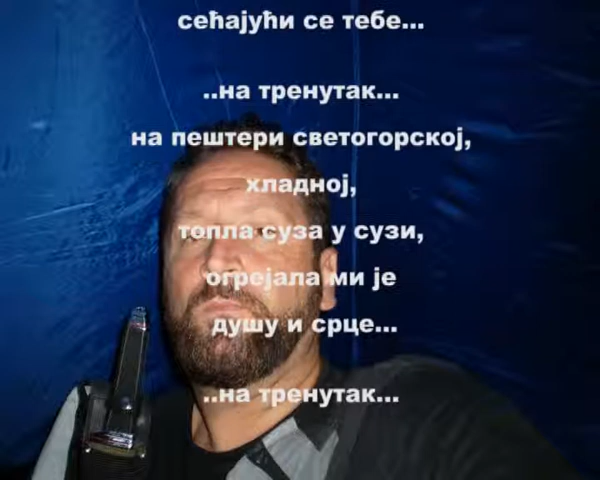 сећајући се тебе...
..на тренутак...
на пештери светогорској,
хладној,
топла суза у сузи,
огрејала ми је
душу и срце...
..на тренутак...